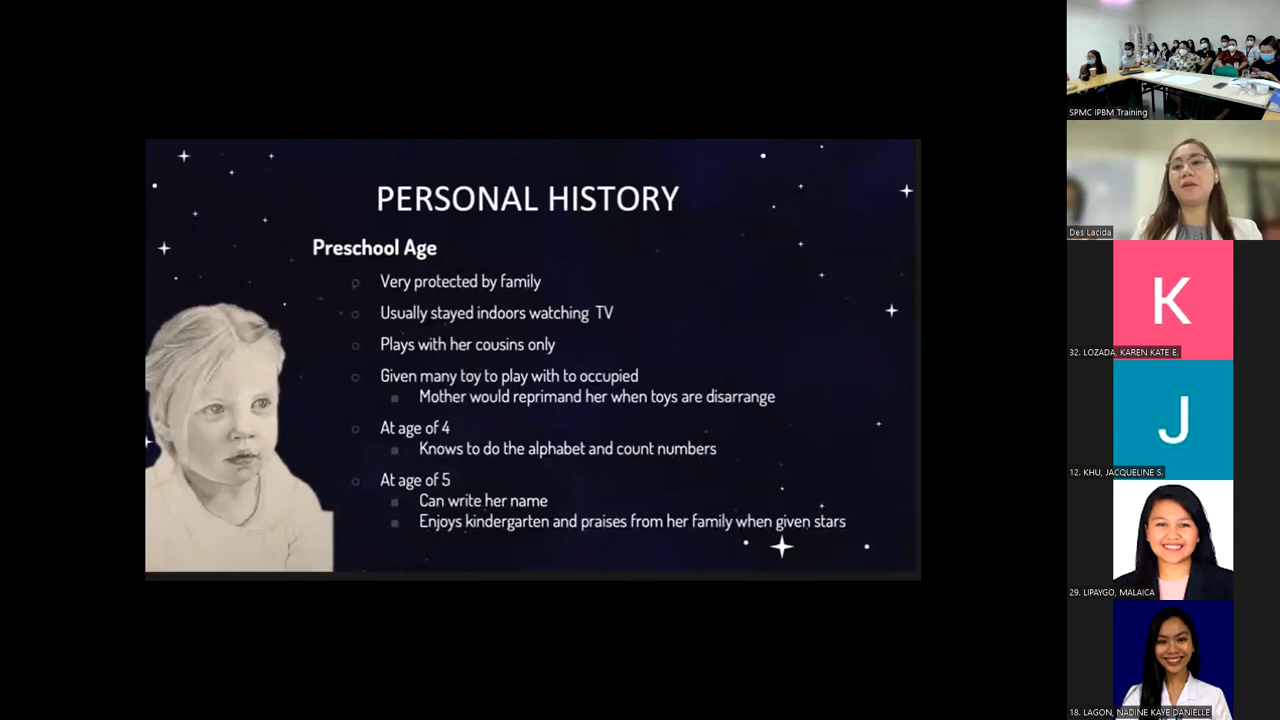 PERSONAL HISTORY
Preschool Age
Very protected by family
Usually stayed indoors watching TV
Plays with her cousins only
Given many toy to play with to occupied
Mother would reprimand her when toys are disarrange
At age of 4
Knows to do the alphabet and count numbers
At age of 5
Can write her name
Enjoys kindergarten and praises from her family when given stars
SPMC IPBM Training
Des Lacida
K
32. LOZADA, KAREN KATE E.
J
12. KHU, JACQUELINE S.
29. LIPAYGO, MALAICA
18. LAGON, NADINE KAYE DANIELLE